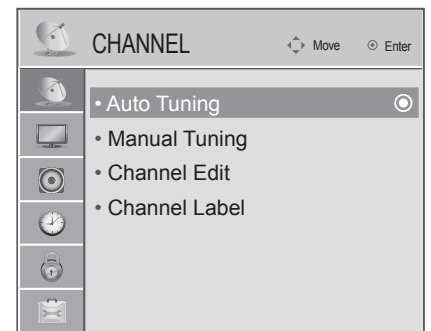 CHANNEL Move Enter
• Auto Tuning
• Manual Tuning
• Channel Edit
• Channel Label